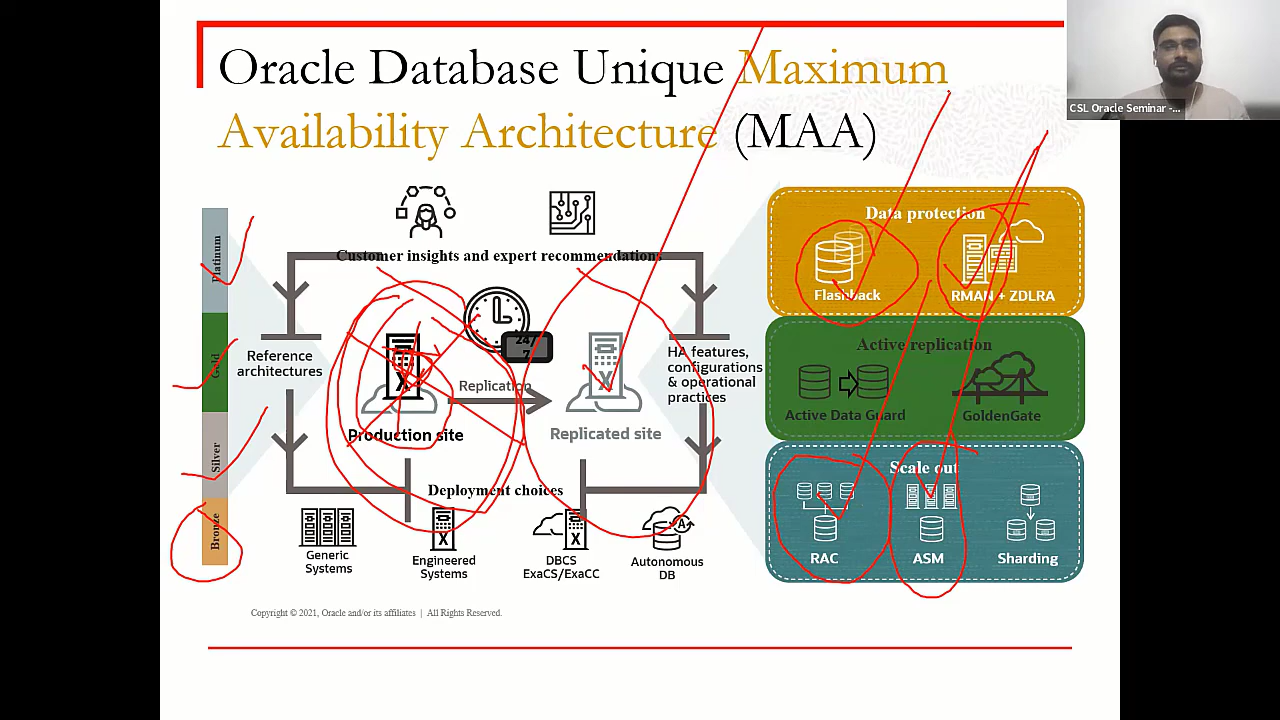 Oracle Database Unique Maximum
Availability Architecture (MAA)
CSL Oracle Seminar -...
Platinum
Gold
Silver
Bronze
Customer insights and expert recommendations
Reference
architectures
24/
7
X
Production site
Replication
X
Replicated site
HA features,
configurations
& operational
practices
Deployment choices
Generic
Systems
X
Engineered
Systems
X
DBCS
ExaCS/ExaCC
A
Autonomous
DB
Data protection
Flashback
RMAN + ZDLRA
Active replication
Active Data Guard
GoldenGate
Scale out
RAC
ASM
Sharding
Copyright © 2021, Oracle and/or its affiliates | All Rights Reserved.